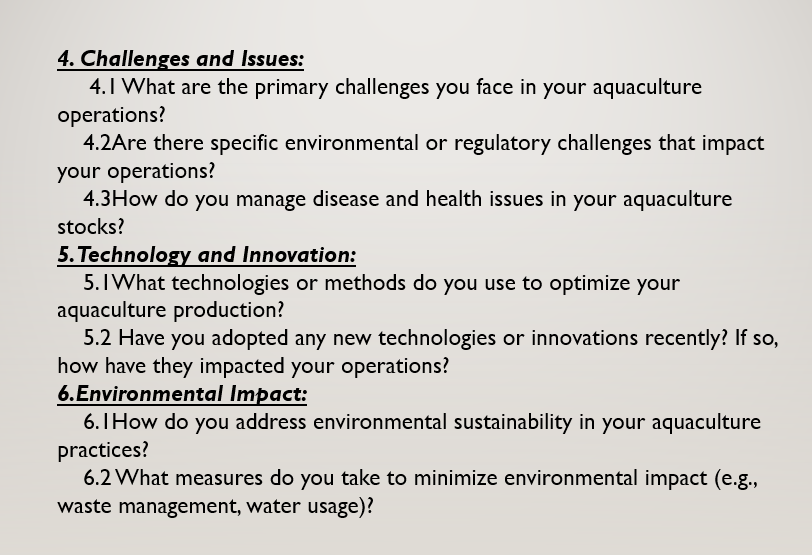 4. Challenges and Issues:
4.1 What are the primary challenges you face in your aquaculture
operations?
4.2Are there specific environmental or regulatory challenges that impact
your operations?
4.3How do you manage disease and health issues in your aquaculture
stocks?
5. Technology and Innovation:
5.1What technologies or methods do you use to optimize your
aquaculture production?
5.2 Have you adopted any new technologies or innovations recently? If so,
how have they impacted your operations?
6.Environmental Impact:
6.1How do you address environmental sustainability in your aquaculture
practices?
6.2 What measures do you take to minimize environmental impact (e.g.,
waste management, water usage)?